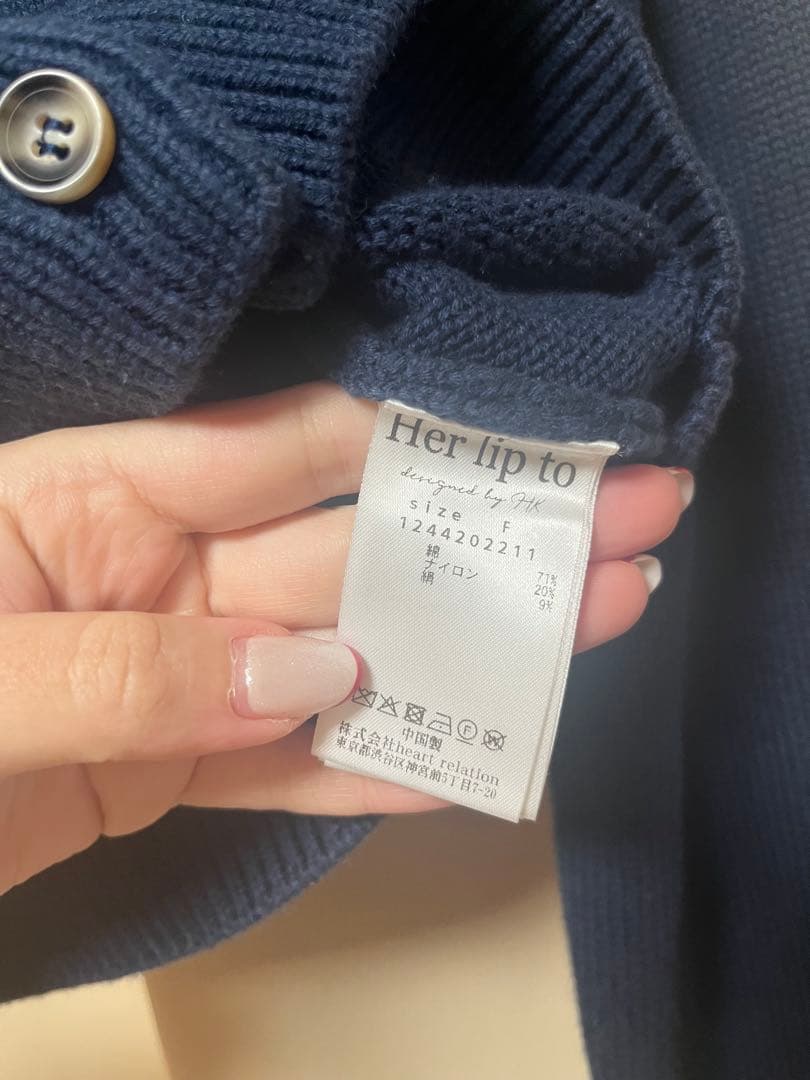 Her lip to
designed by HK
size F
1244202211
綿 71%
ナイロン 20%
絹 9%
F W
中国製
株式会社heart relation
東京都渋谷区神宮前5丁目7-20